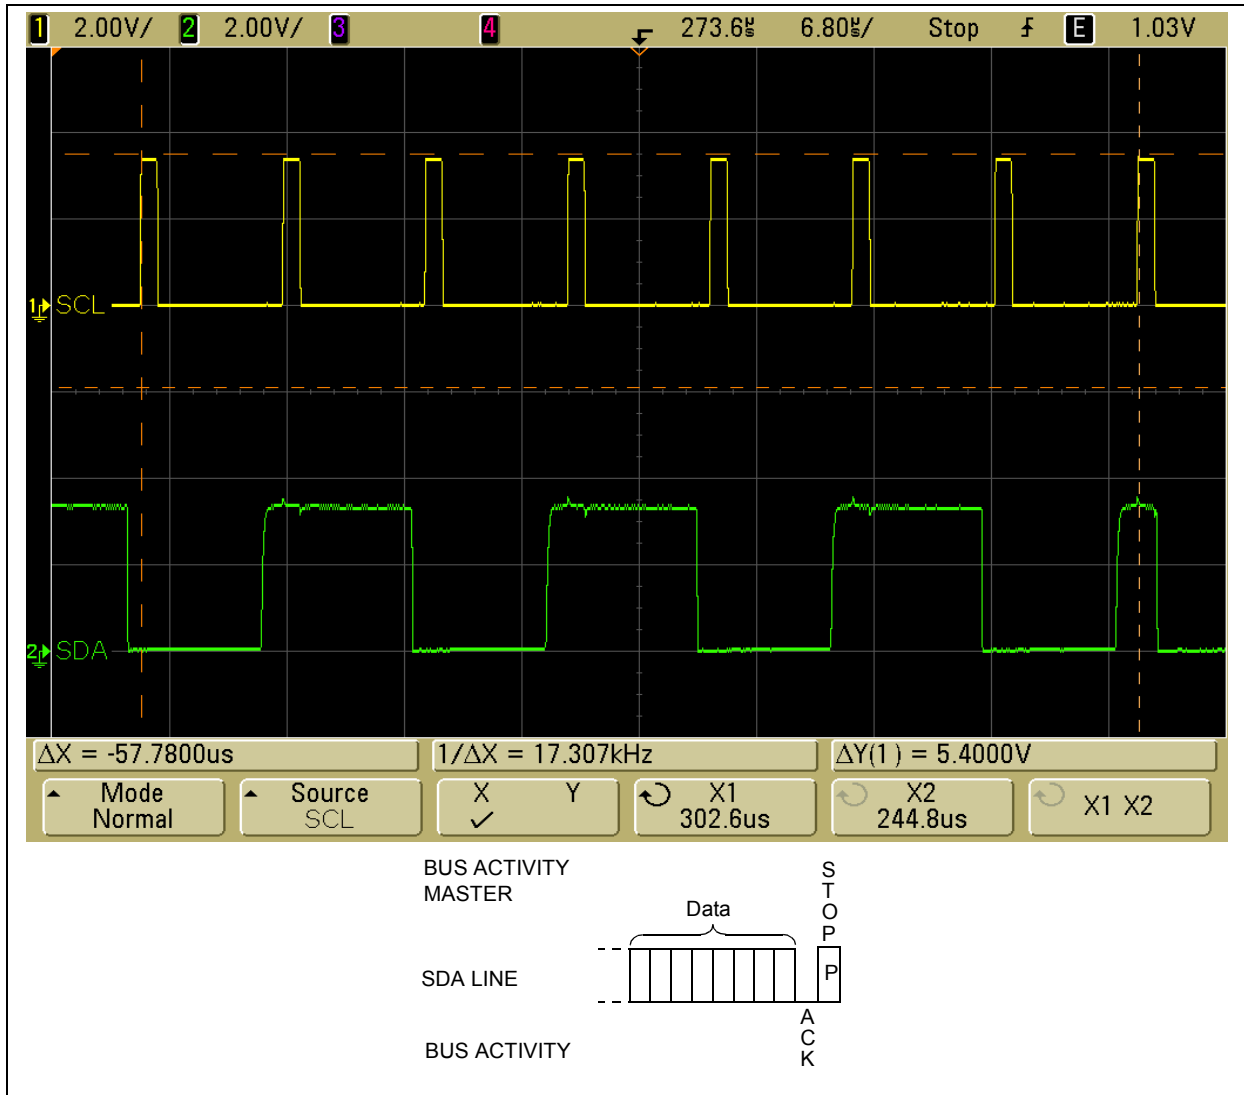 1 2.00V/ 2 2.00V/ 3 4 273.6us 6.80us/ Stop E 1.03V
1 SCL
2 SDA
ΔX = -57.7800us 1/ΔX = 17.307kHz ΔY(1) = 5.4000V
Mode Normal Source SCL X Y X1 302.6us X2 244.8us X1 X2
BUS ACTIVITY
MASTER
Data
STOP
SDA LINE
P
ACK
BUS ACTIVITY